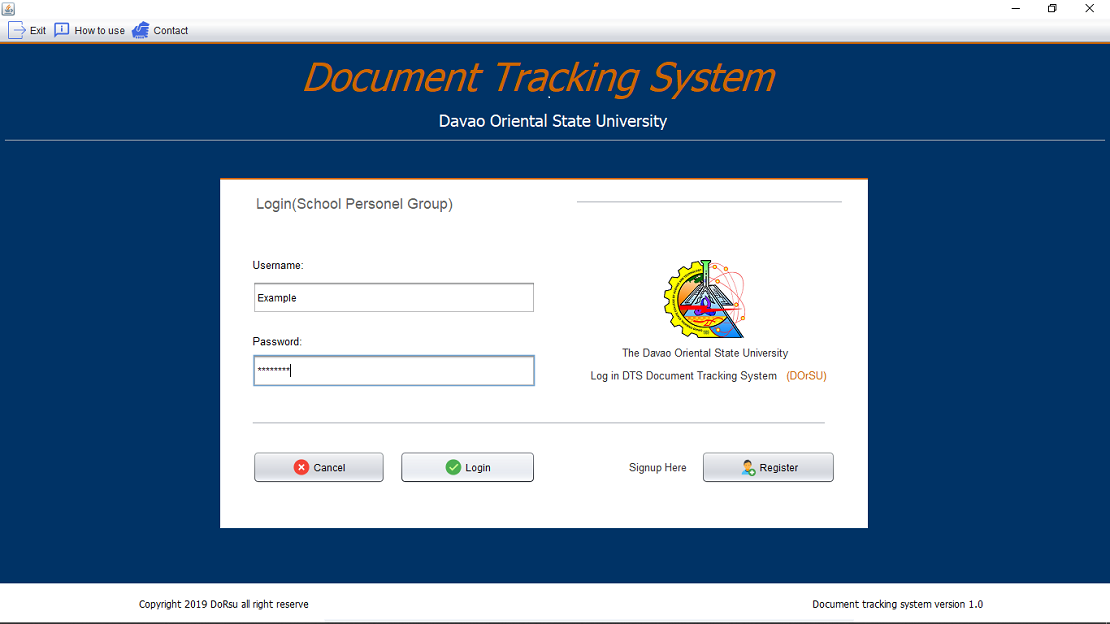 Exit How to use Contact
Document Tracking System
Davao Oriental State University
Login(School Personel Group)
Username:
Example
Password:
********
The Davao Oriental State University
Log in DTS Document Tracking System (DOrSU)
Cancel Login Signup Here Register
Copyright 2019 DoRsu all right reserve Document tracking system version 1.0